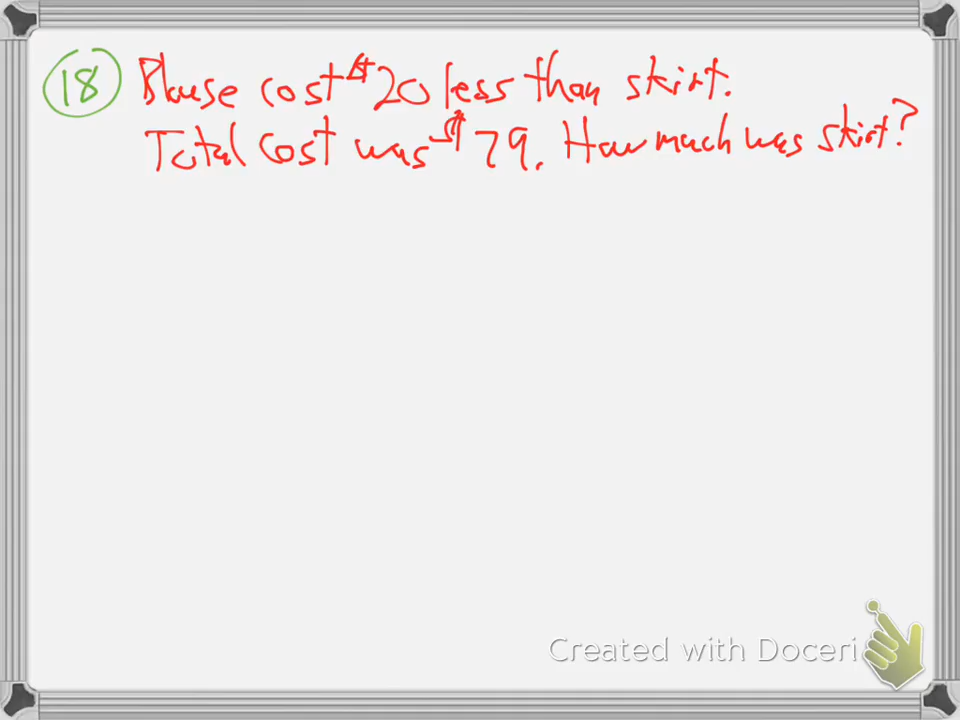 18 Blouse cost $20 less than skirt.
Total cost was $79. How much was skirt?
Created with Doceri